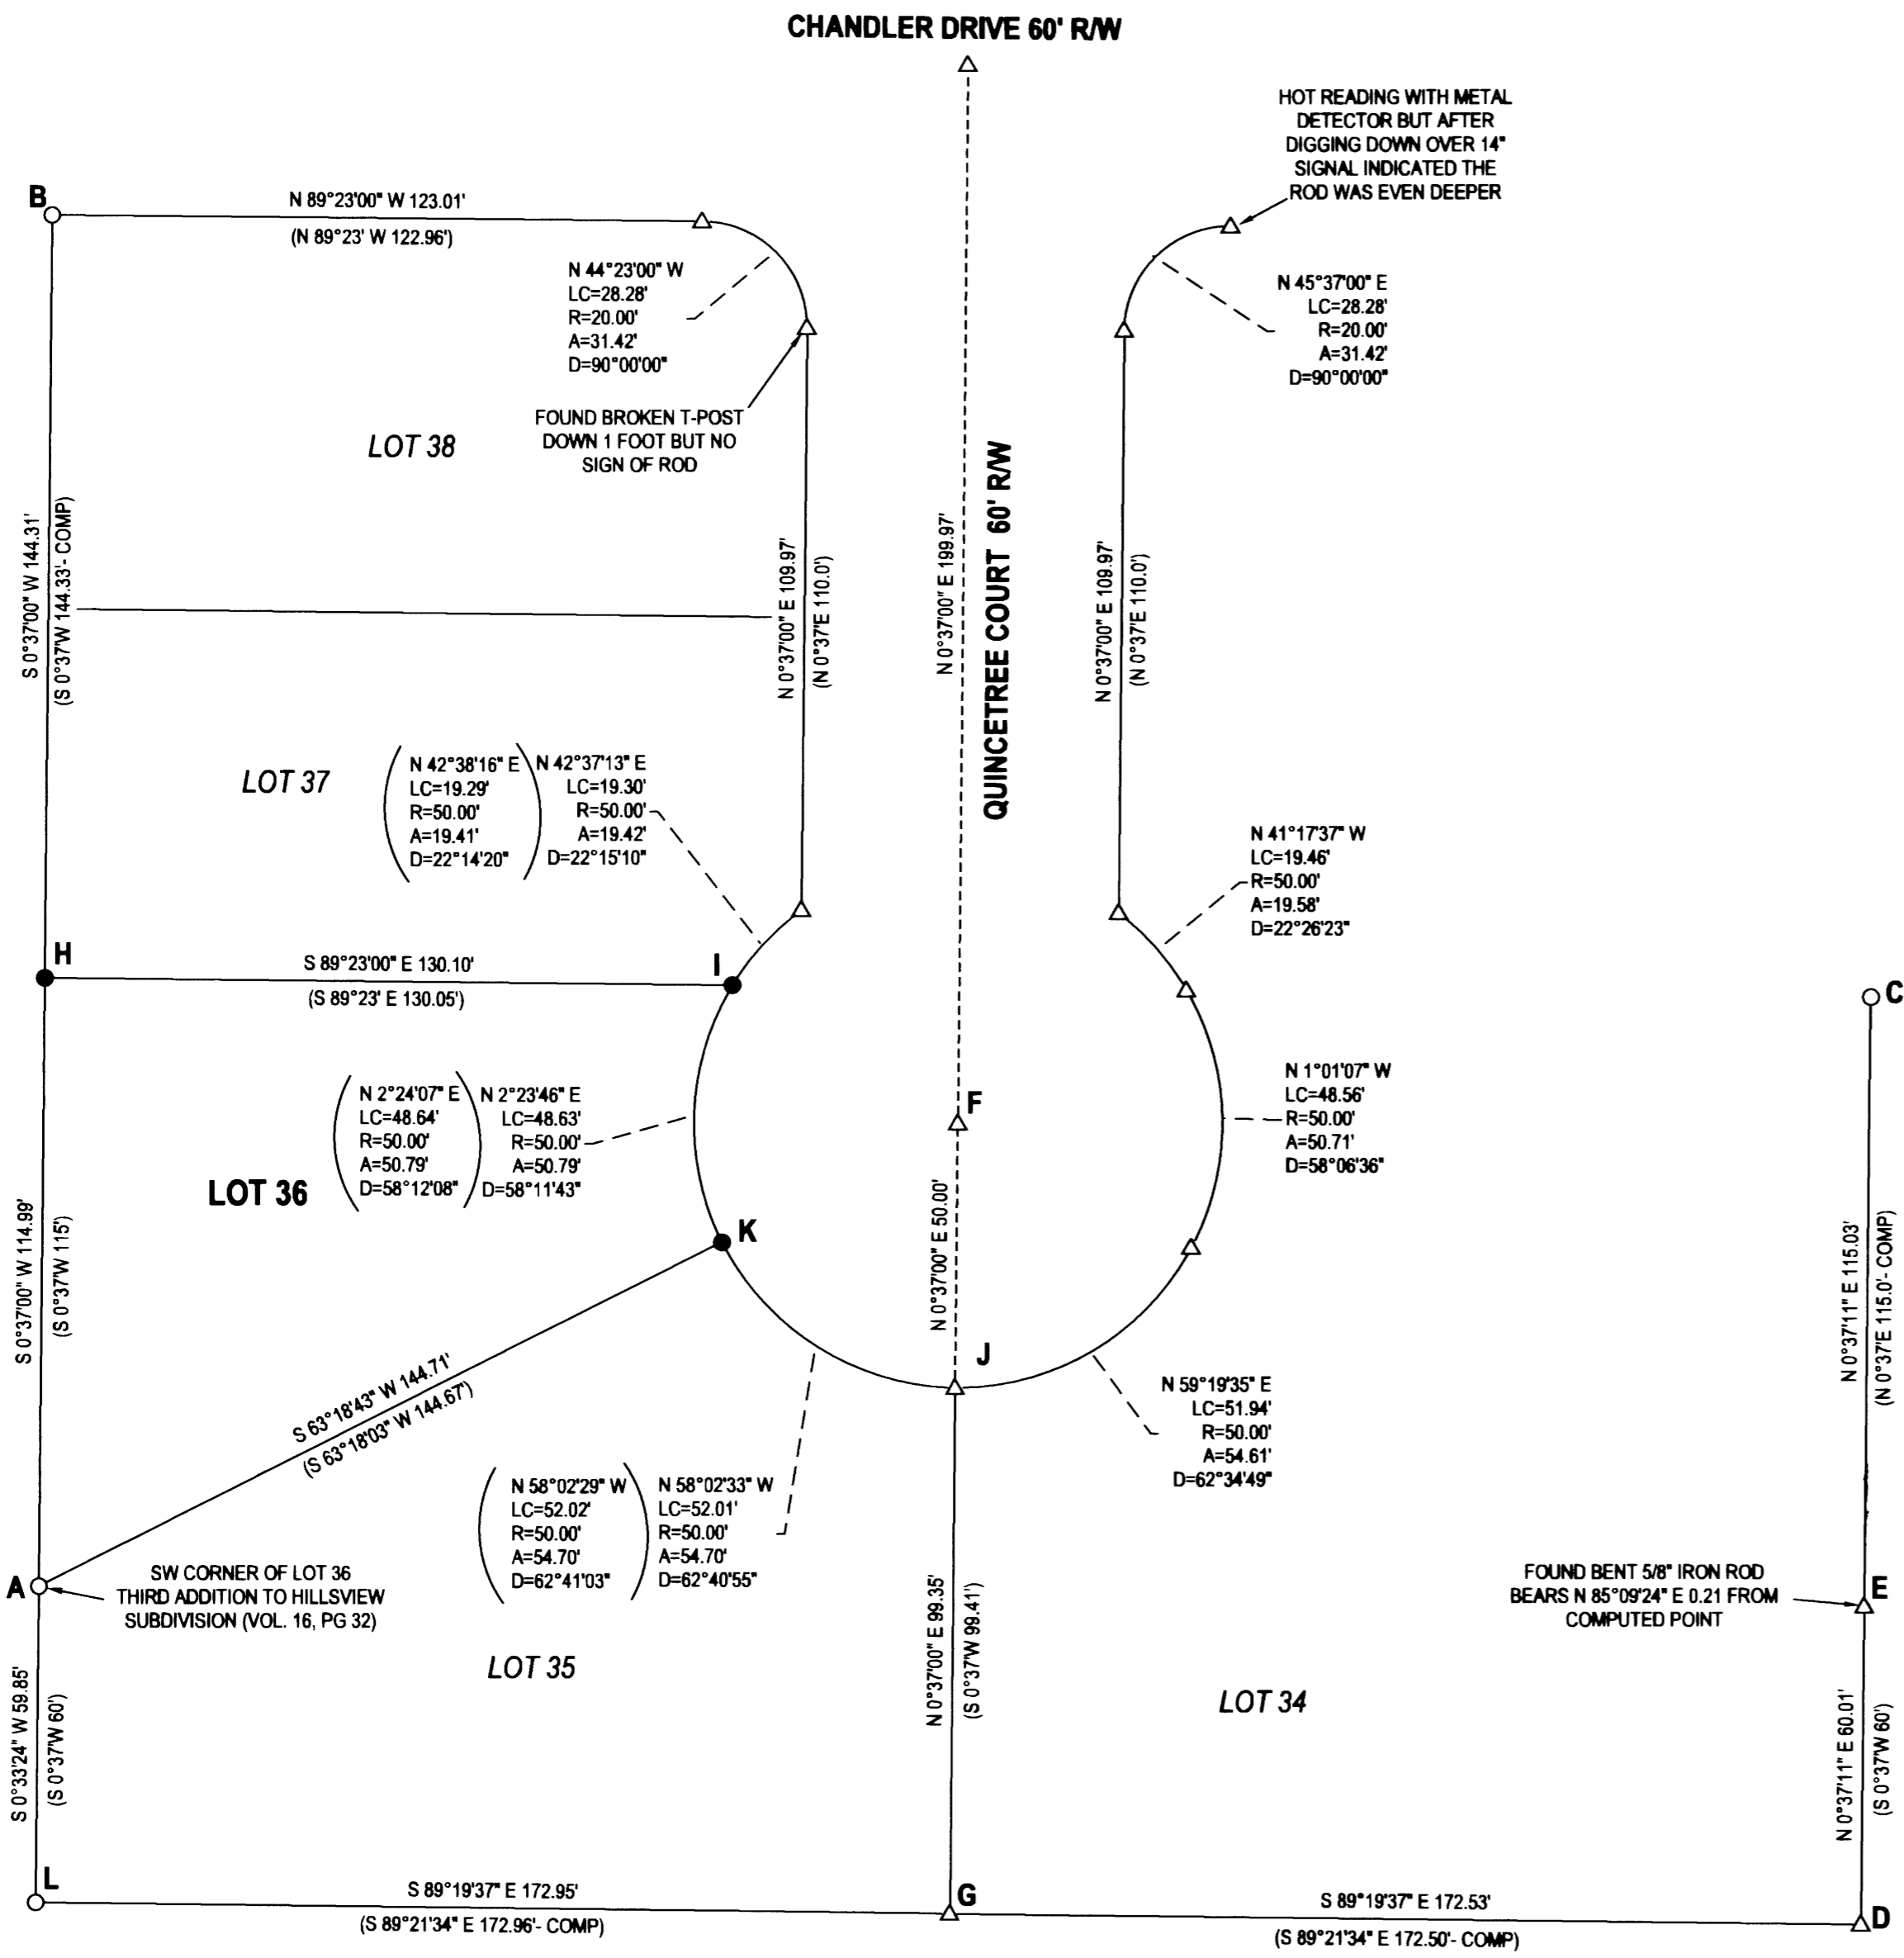 CHANDLER DRIVE 60' R/W
HOT READING WITH METAL
DETECTOR BUT AFTER
DIGGING DOWN OVER 14"
SIGNAL INDICATED THE
ROD WAS EVEN DEEPER
B
N 89°23'00" W 123.01'
(N 89°23' W 122.96')
N 44°23'00" W
LC=28.28'
R=20.00'
A=31.42'
D=90°00'00"
N 45°37'00" E
LC=28.28'
R=20.00'
A=31.42'
D=90°00'00"
FOUND BROKEN T-POST
DOWN 1 FOOT BUT NO
SIGN OF ROD
LOT 38
S 0°37'00" W 144.31'
(S 0°37'W 144.33'- COMP)
N 0°37'00" E 109.97'
(N 0°37'E 110.0')
N 0°37'00" E 199.97'
QUINCETREE COURT 60' R/W
N 0°37'00" E 109.97'
(N 0°37'E 110.0')
LOT 37
N 42°38'16" E
LC=19.29'
R=50.00'
A=19.41'
D=22°14'20"
N 42°37'13" E
LC=19.30'
R=50.00'
A=19.42'
D=22°15'10"
N 41°17'37" W
LC=19.46'
R=50.00'
A=19.58'
D=22°26'23"
H
S 89°23'00" E 130.10'
(S 89°23' E 130.05')
I
C
N 2°24'07" E
LC=48.64'
R=50.00'
A=50.79'
D=58°12'08"
N 2°23'46" E
LC=48.63'
R=50.00'
A=50.79'
D=58°11'43"
F
N 1°01'07" W
LC=48.56'
R=50.00'
A=50.71'
D=58°06'36"
LOT 36
K
S 0°37'00" W 114.99'
(S 0°37'W 115')
N 0°37'00" E 50.00'
J
N 0°37'11" E 115.03'
(N 0°37'E 115.0'- COMP)
S 63°18'43" W 144.71'
(S 63°18'03" W 144.67')
N 59°19'35" E
LC=51.94'
R=50.00'
A=54.61'
D=62°34'49"
N 58°02'29" W
LC=52.02'
R=50.00'
A=54.70'
D=62°41'03"
N 58°02'33" W
LC=52.01'
R=50.00'
A=54.70'
D=62°40'55"
A
SW CORNER OF LOT 36
THIRD ADDITION TO HILLSVIEW
SUBDIVISION (VOL. 16, PG 32)
FOUND BENT 5/8" IRON ROD
BEARS N 85°09'24" E 0.21 FROM
COMPUTED POINT
E
LOT 35
LOT 34
S 0°33'24" W 59.85'
(S 0°37'W 60')
N 0°37'00" E 99.35'
(S 0°37'W 99.41')
N 0°37'11" E 60.01'
(S 0°37'W 60')
L
S 89°19'37" E 172.95'
(S 89°21'34" E 172.96'- COMP)
G
S 89°19'37" E 172.53'
(S 89°21'34" E 172.50'- COMP)
D